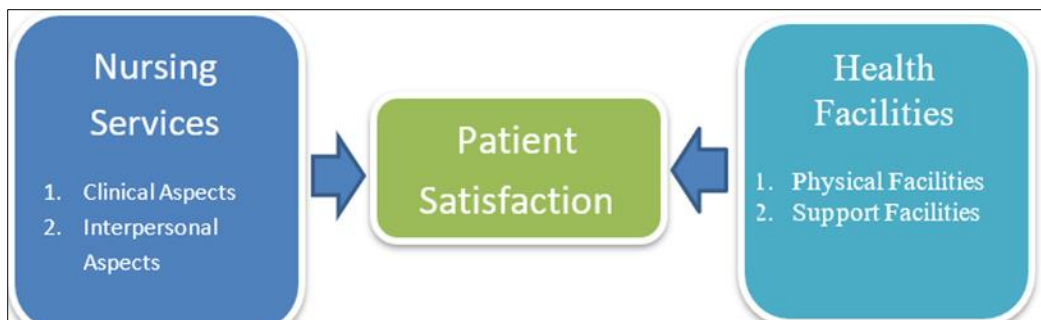 Nursing
Services
1. Clinical Aspects
2. Interpersonal
Aspects
Patient
Satisfaction
Health
Facilities
1. Physical Facilities
2. Support Facilities